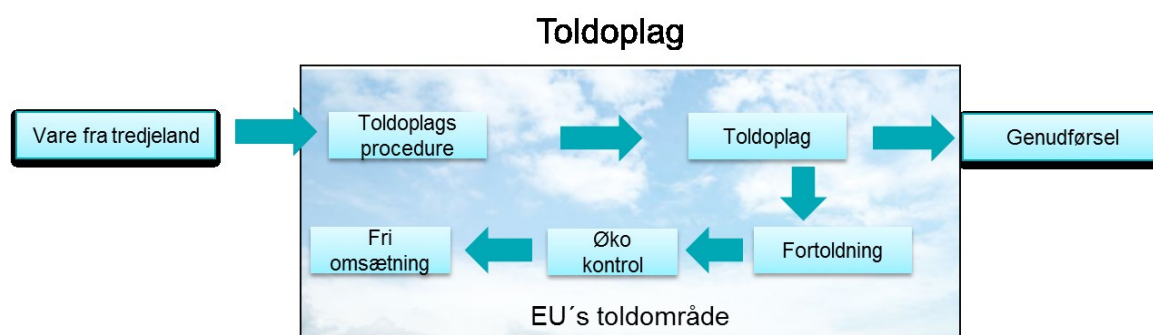 Toldoplag
Vare fra tredjeland
Toldoplags
procedure
Toldoplag
Genudførsel
Fri
omsætning
Øko
kontrol
Fortoldning
EU´s toldområde